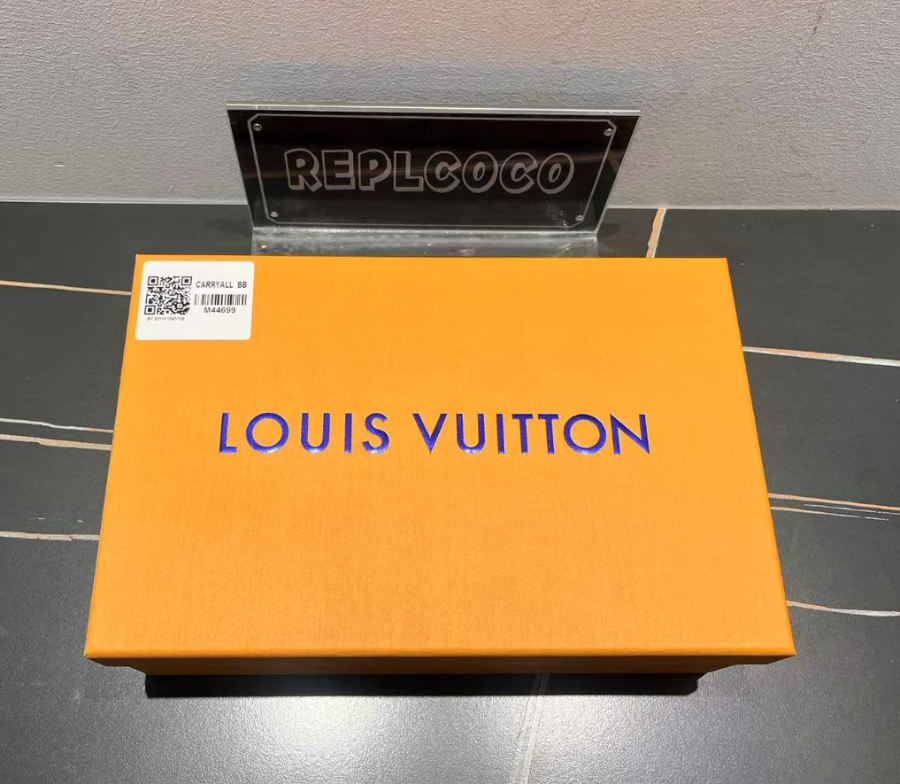 REPLCOCO
CARRYALL BB
M44699
LOUIS VUITTON